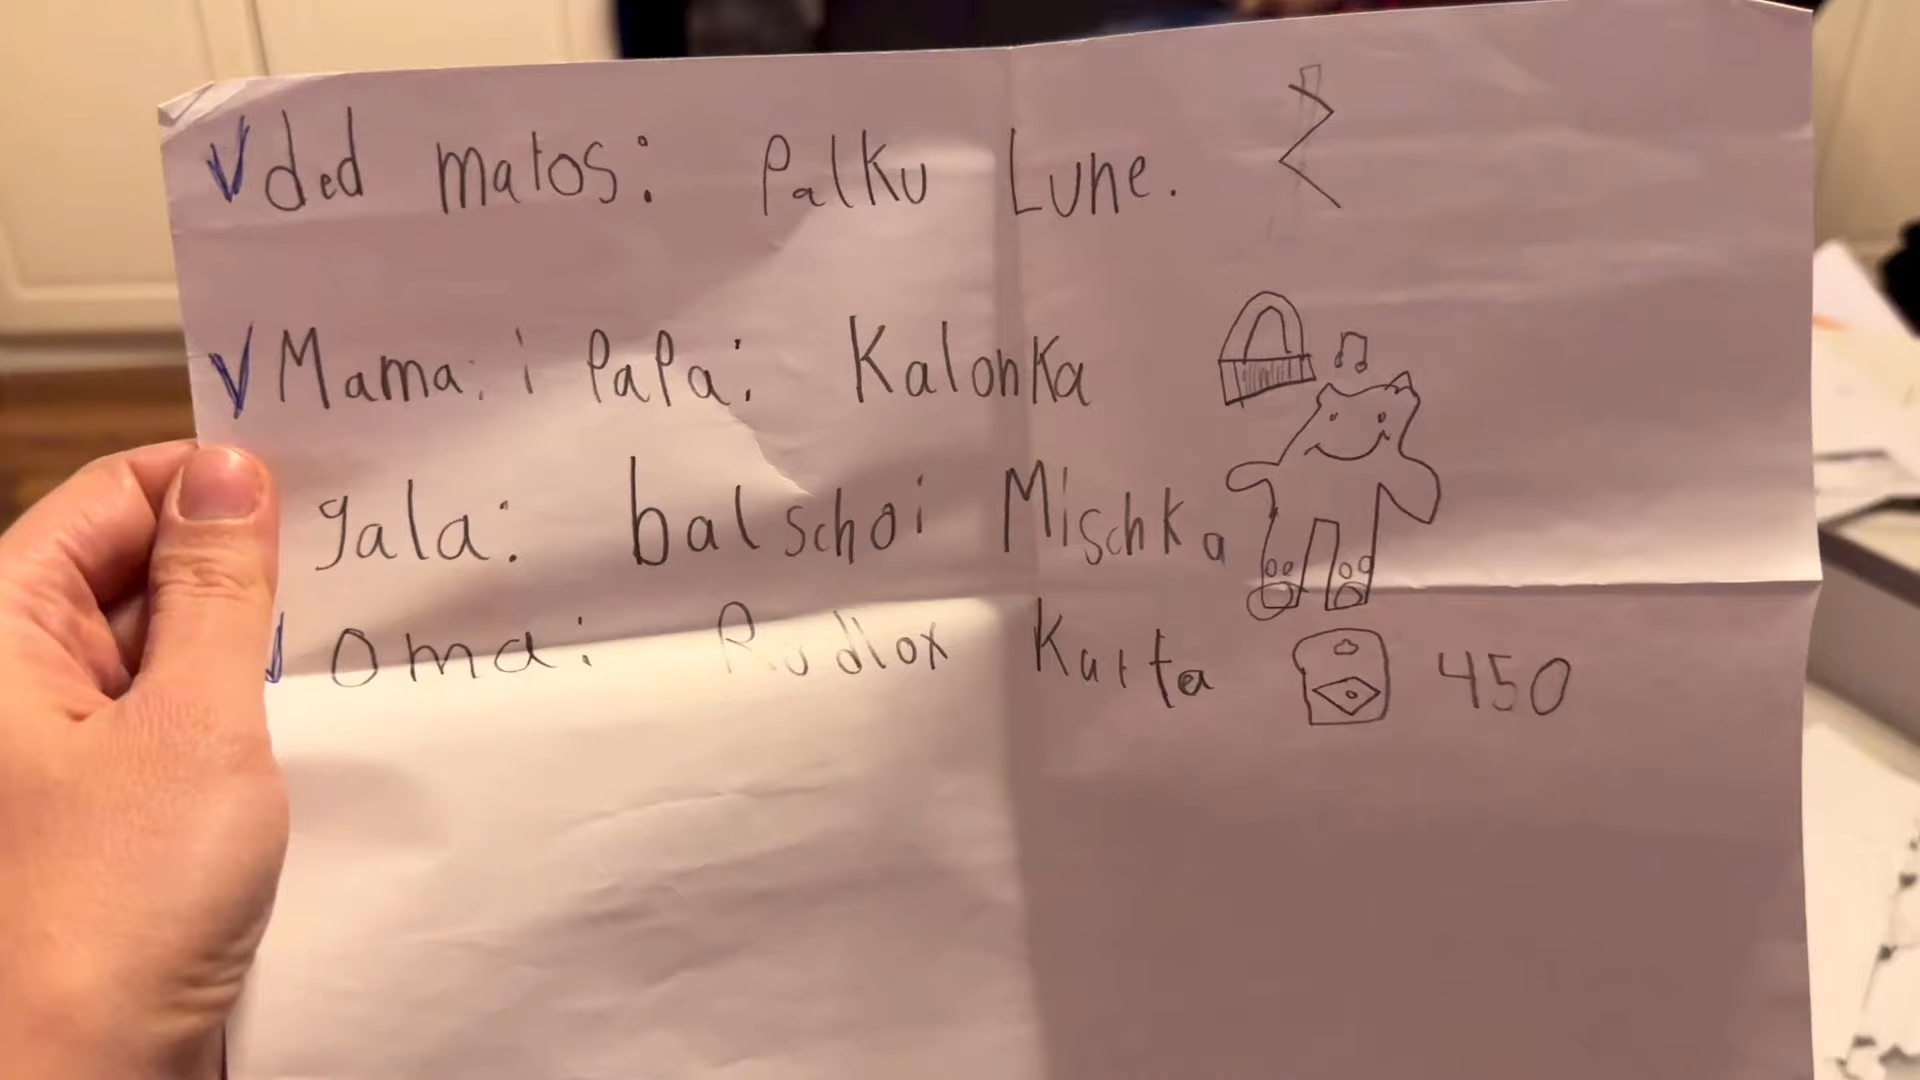 ded matos: Palku Lune.
Mama i PaPa: Kalonka
gala: balschoi Mischka
oma: Karta 450